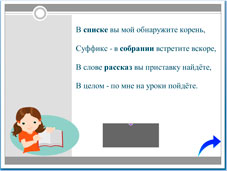 В списке вы мой обнаружите корень,
Суффикс - в собрании встретите вскоре,
В слове рассказ вы приставку найдёте,
В целом - по мне на уроки пойдёте.